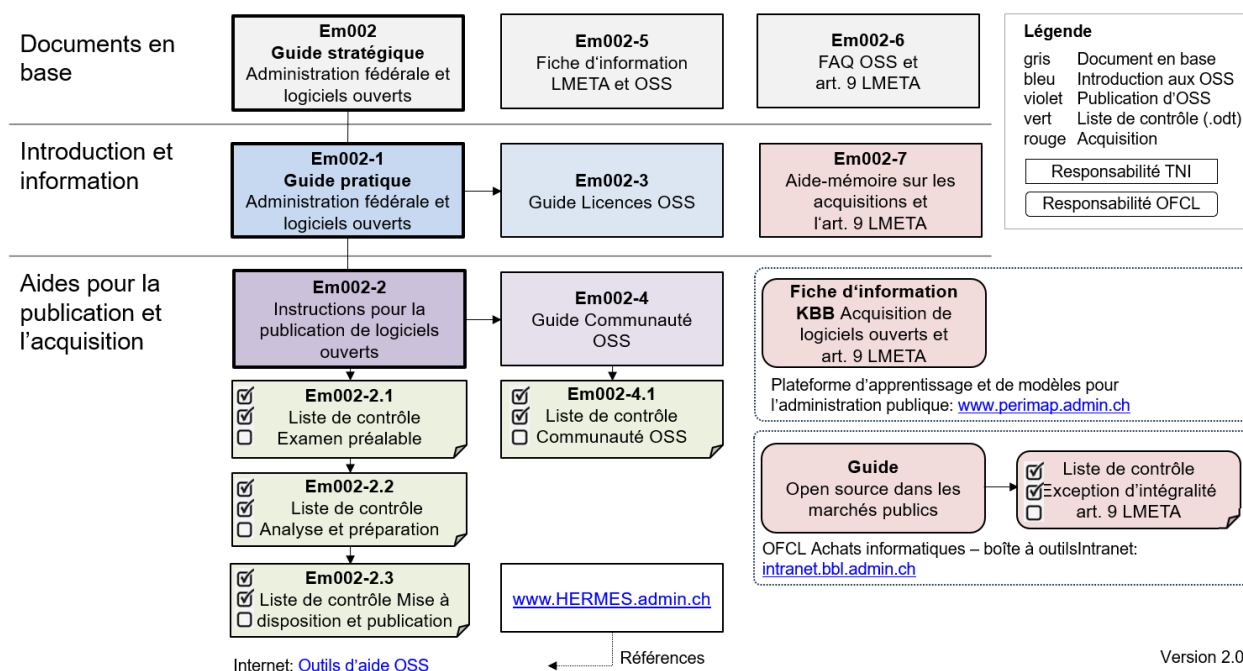 Documents en
base
Em002
Guide stratégique
Administration fédérale et
logiciels ouverts
Em002-5
Fiche d'information
LMETA et OSS
Em002-6
FAQ OSS et
art. 9 LMETA
Légende
gris Document en base
bleu Introduction aux OSS
violet Publication d'OSS
vert Liste de contrôle (.odt)
rouge Acquisition
Responsabilité TNI
Responsabilité OFCL
Introduction et
information
Em002-1
Guide pratique
Administration fédérale et
logiciels ouverts
Em002-3
Guide Licences OSS
Em002-7
Aide-mémoire sur les
acquisitions et
l'art. 9 LMETA
Aides pour la
publication et
l'acquisition
Em002-2
Instructions pour la
publication de logiciels
ouverts
Em002-4
Guide Communauté
OSS
Fiche d'information
KBB Acquisition de
logiciels ouverts et
art. 9 LMETA
Plateforme d'apprentissage et de modèles pour
l'administration publique: www.perimap.admin.ch
Em002-2.1
Liste de contrôle
Examen préalable
Em002-4.1
Liste de contrôle
Communauté OSS
Em002-2.2
Liste de contrôle
Analyse et préparation
Guide
Open source dans les
marchés publics
Liste de contrôle
Exception d'intégralité
art. 9 LMETA
OFCL Achats informatiques – boîte à outilsIntranet:
intranet.bbl.admin.ch
Em002-2.3
Liste de contrôle Mise à
disposition et publication
www.HERMES.admin.ch
Internet: Outils d'aide OSS
Références
Version 2.0